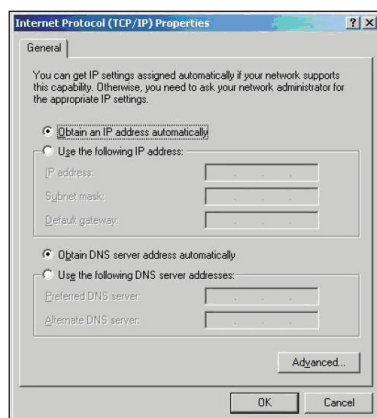 Internet Protocol (TCP/IP) Properties
General
You can get IP settings assigned automatically if your network supports
this capability. Otherwise, you need to ask your network administrator for
the appropriate IP settings.
Obtain an IP address automatically
Use the following IP address:
IP address:
Subnet mask:
Default gateway:
Obtain DNS server address automatically
Use the following DNS server addresses:
Preferred DNS server:
Alternate DNS server:
Advanced...
OK Cancel